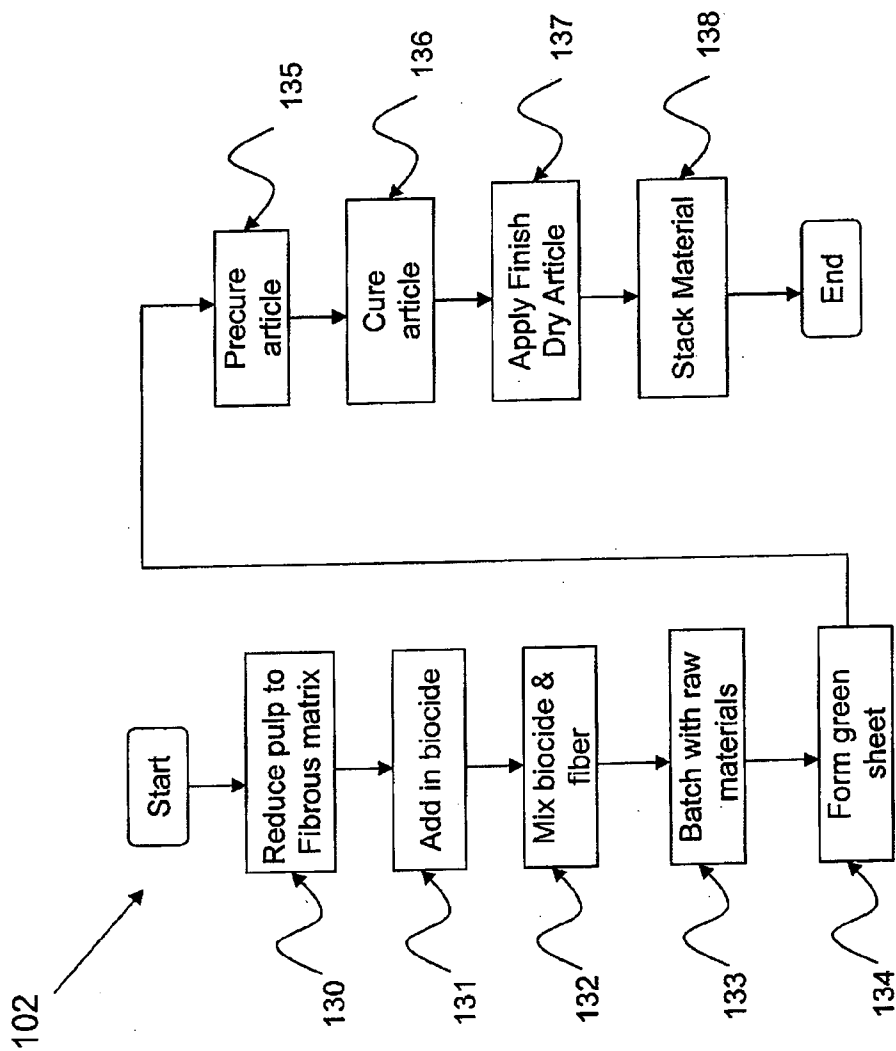 102
Start
130
Reduce pulp to
Fibrous matrix
131
Add in biocide
132
Mix biocide &
fiber
133
Batch with raw
materials
134
Form green
sheet
135
Precure
article
136
Cure
article
137
Apply Finish
Dry Article
138
Stack Material
End